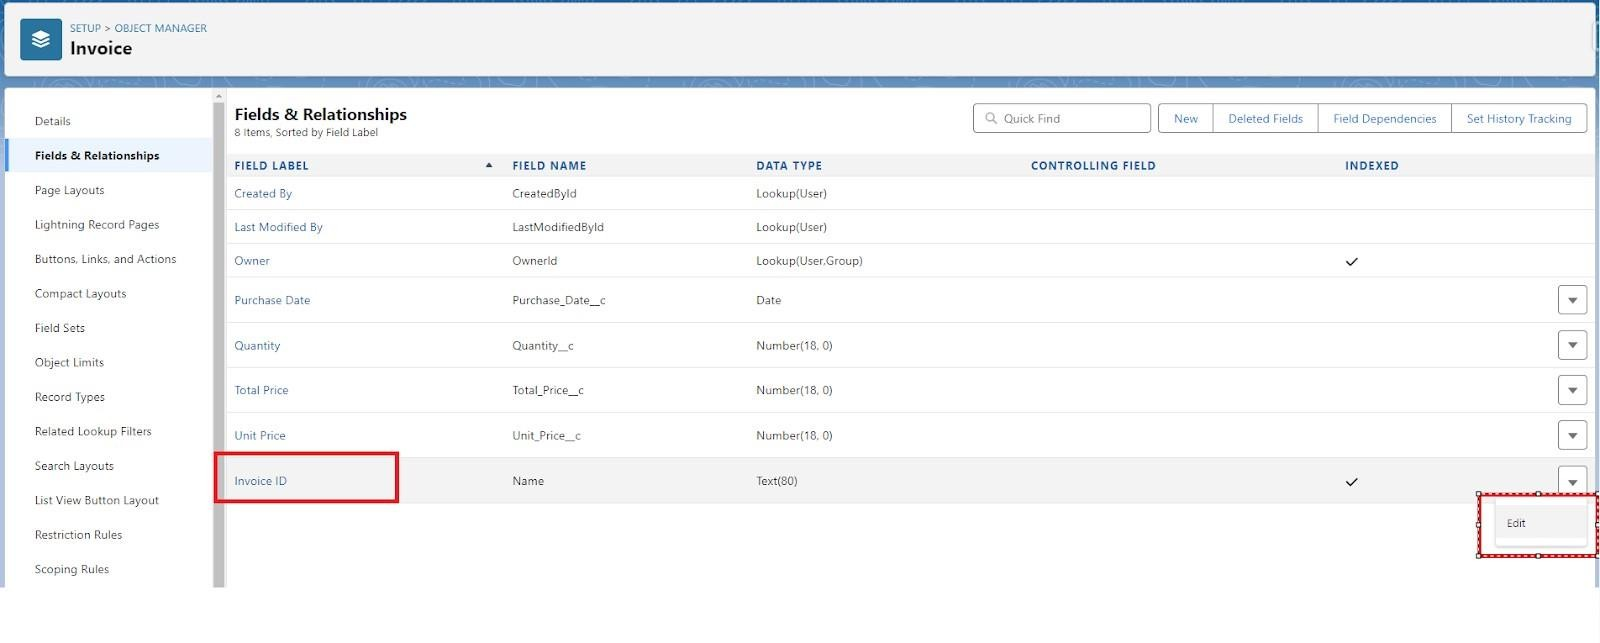 SETUP > OBJECT MANAGER
Invoice
Details
Fields & Relationships
Page Layouts
Lightning Record Pages
Buttons, Links, and Actions
Compact Layouts
Field Sets
Object Limits
Record Types
Related Lookup Filters
Search Layouts
List View Button Layout
Restriction Rules
Scoping Rules
Fields & Relationships
8 Items, Sorted by Field Label
Quick Find
New
Deleted Fields
Field Dependencies
Set History Tracking
FIELD LABEL FIELD NAME DATA TYPE CONTROLLING FIELD INDEXED
Created By CreatedById Lookup(User)
Last Modified By LastModifiedById Lookup(User)
Owner OwnerId Lookup(User,Group)
Purchase Date Purchase_Date__c Date
Quantity Quantity__c Number(18, 0)
Total Price Total_Price__c Number(18, 0)
Unit Price Unit_Price__c Number(18, 0)
Invoice ID Name Text(80)
Edit